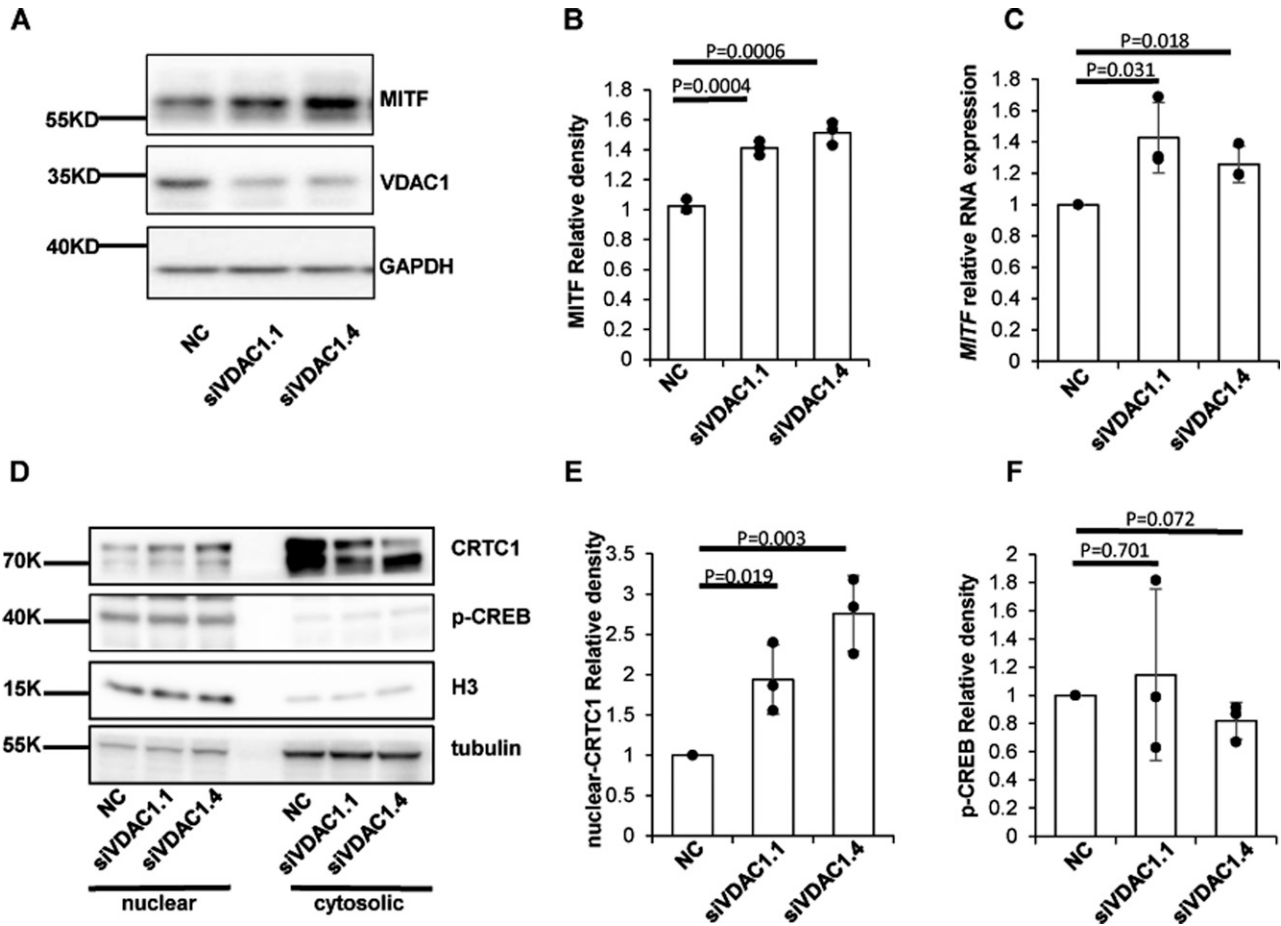 A
MITF
55KD
35KD
VDAC1
40KD
GAPDH
NC
siVDAC1.1
siVDAC1.4
B
P=0.0006
P=0.0004
MITF Relative density
1.8
1.6
1.4
1.2
1
0.8
0.6
0.4
0.2
0
NC
siVDAC1.1
siVDAC1.4
C
P=0.018
P=0.031
MITF relative RNA expression
1.8
1.6
1.4
1.2
1
0.8
0.6
0.4
0.2
0
NC
siVDAC1.1
siVDAC1.4
D
CRTC1
70K
40K
p-CREB
15K
H3
55K
tubulin
NC
siVDAC1.1
siVDAC1.4
NC
siVDAC1.1
siVDAC1.4
nuclear
cytosolic
E
P=0.003
P=0.019
nuclear-CRTC1 Relative density
3.5
3
2.5
2
1.5
1
0.5
0
NC
siVDAC1.1
siVDAC1.4
F
P=0.072
P=0.701
p-CREB Relative density
2
1.8
1.6
1.4
1.2
1
0.8
0.6
0.4
0.2
0
NC
siVDAC1.1
siVDAC1.4